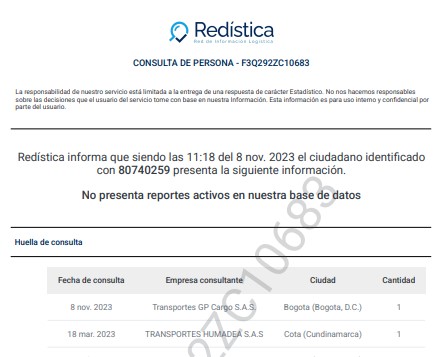 Redística
Red de Información Logística
CONSULTA DE PERSONA - F3Q292ZC10683
La responsabilidad de nuestro servicio está limitada a la entrega de una respuesta de carácter Estadístico. No nos hacemos responsables
sobre las decisiones que el usuario del servicio tome con base en nuestra Información. Esta información es para uso interno y confidencial por
parte del usuario.
Redística informa que siendo las 11:18 del 8 nov. 2023 el ciudadano identificado
con 80740259 presenta la siguiente información.
No presenta reportes activos en nuestra base de datos
Huella de consulta
Fecha de consulta Empresa consultante Ciudad Cantidad
8 nov. 2023 Transportes GP Cargo S.A.S. Bogota (Bogota, D.C.) 1
18 mar. 2023 TRANSPORTES HUMADEA S.A.S Cota (Cundinamarca) 1
2ZC10683